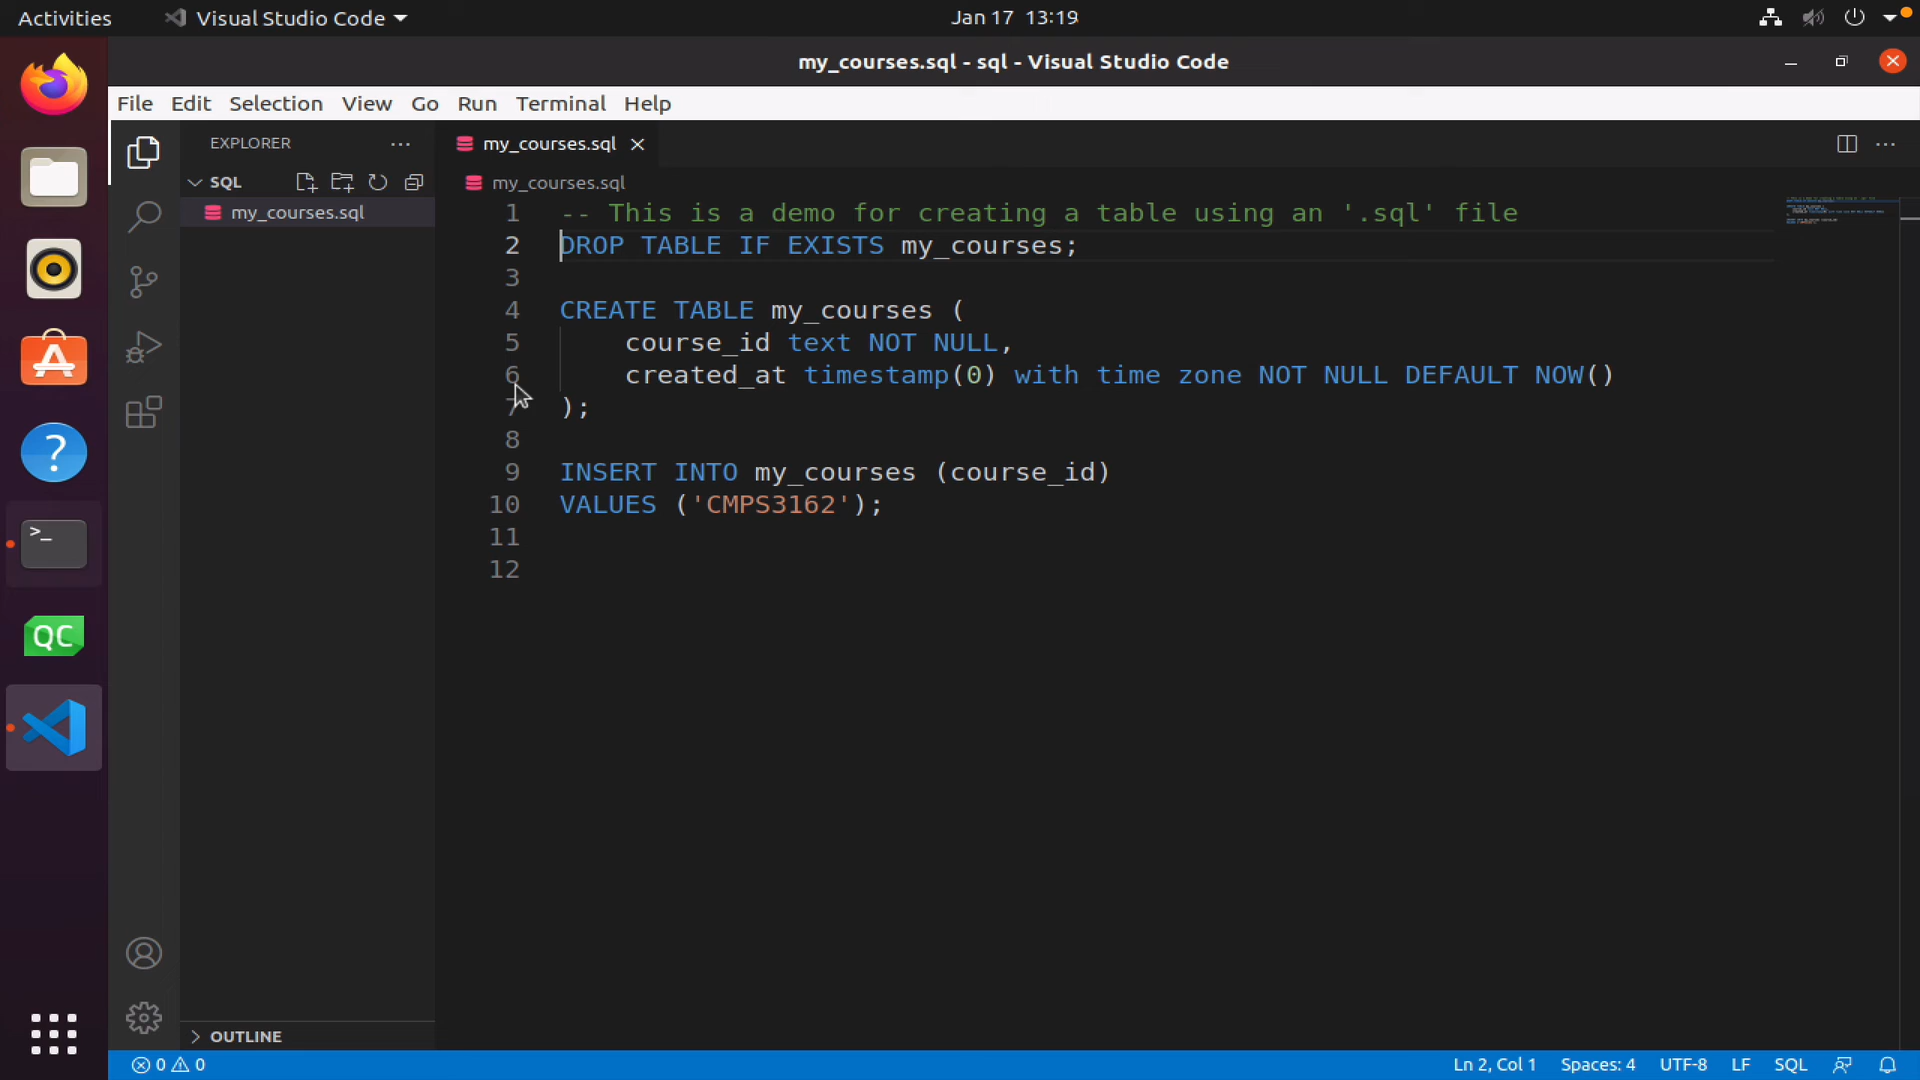 Activities Visual Studio Code Jan 17 13:19
my_courses.sql - sql - Visual Studio Code
File Edit Selection View Go Run Terminal Help
EXPLORER
SQL
my_courses.sql
OUTLINE
my_courses.sql
my_courses.sql
1 -- This is a demo for creating a table using an '.sql' file
2 DROP TABLE IF EXISTS my_courses;
3
4 CREATE TABLE my_courses (
5 course_id text NOT NULL,
6 created_at timestamp(0) with time zone NOT NULL DEFAULT NOW()
7 );
8
9 INSERT INTO my_courses (course_id)
10 VALUES ('CMPS3162');
11
12
>_
QC
?
0 0 Ln 2, Col 1 Spaces: 4 UTF-8 LF SQL